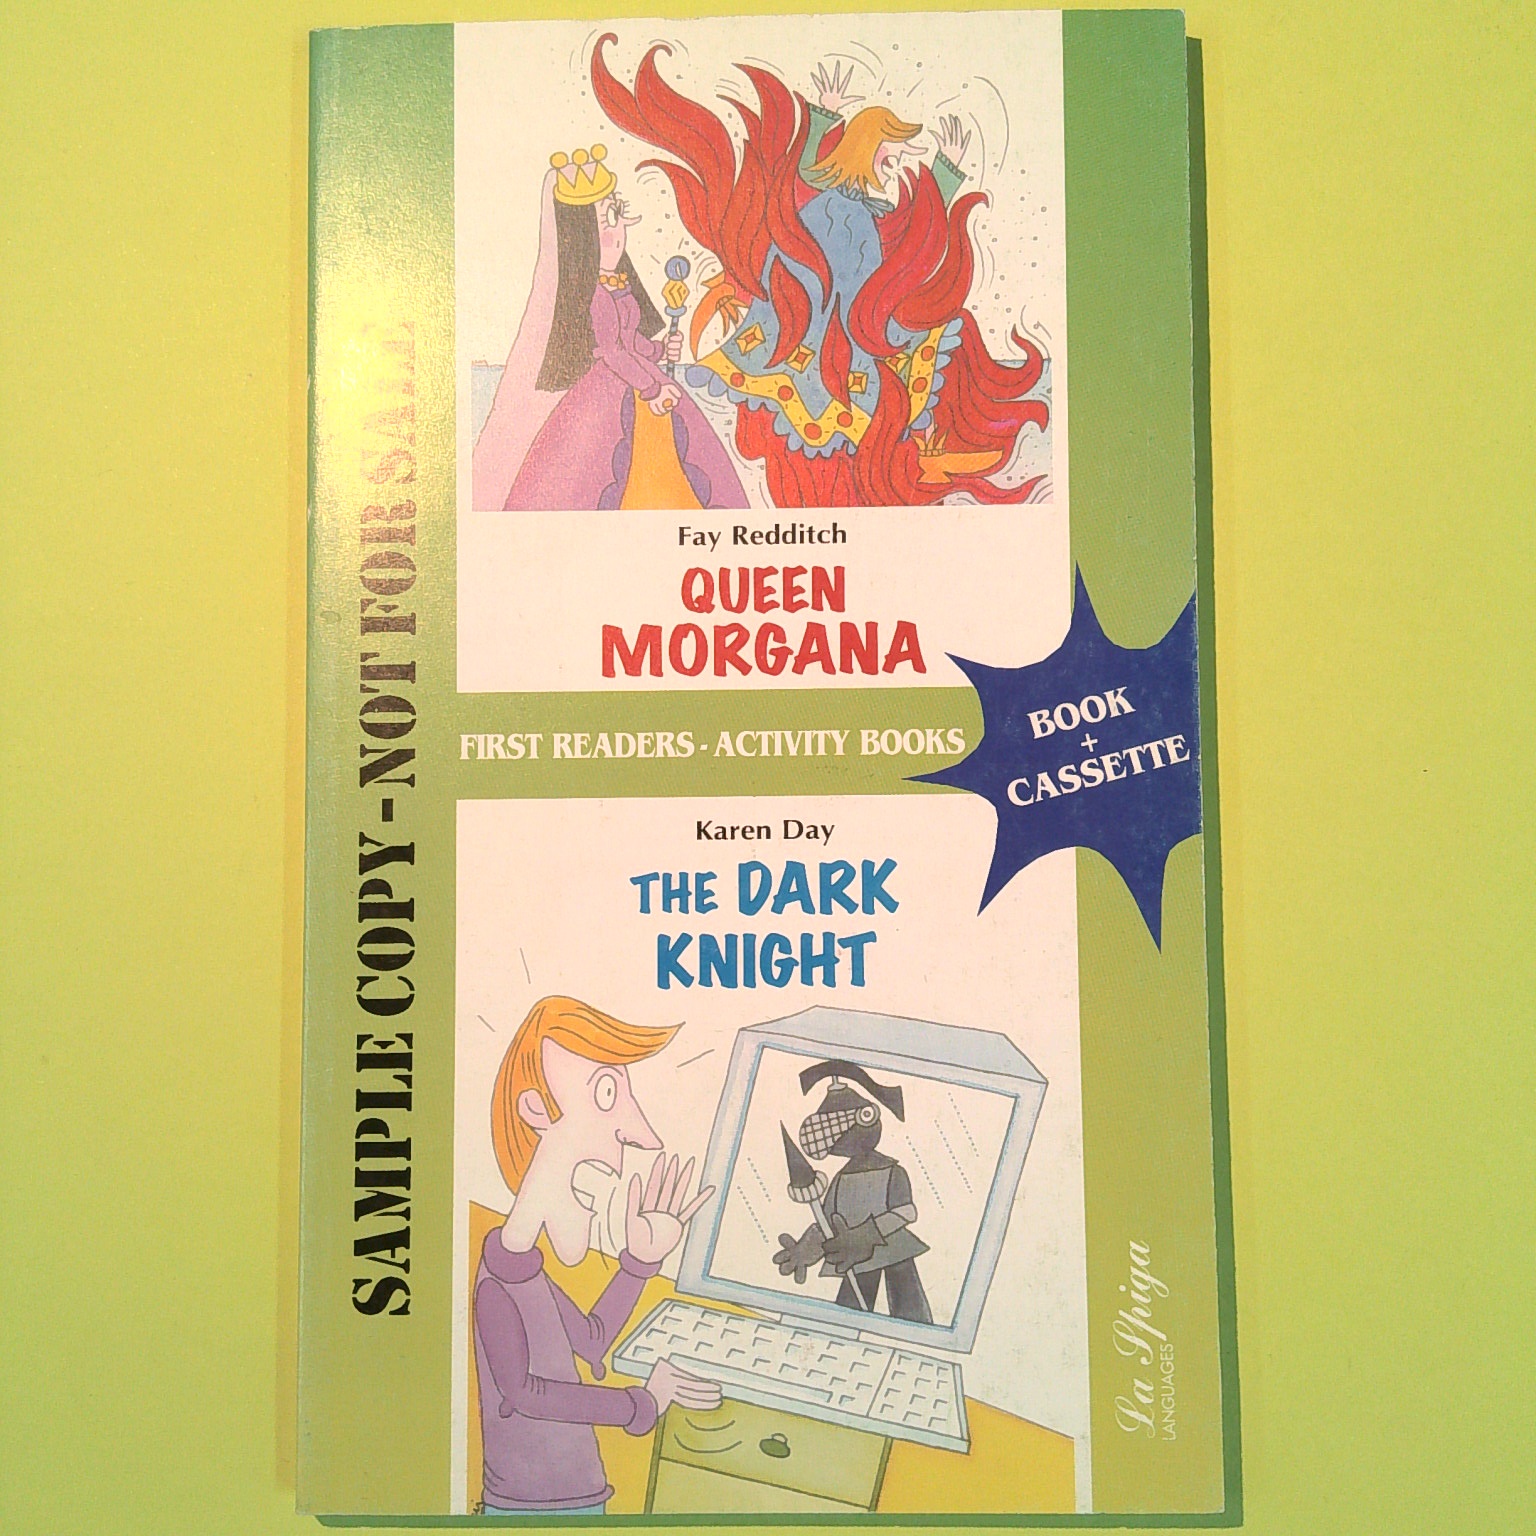 SAMPLE COPY - NOT FOR SALE
Fay Redditch
QUEEN
MORGANA
FIRST READERS - ACTIVITY BOOKS
BOOK
+
CASSETTE
Karen Day
THE DARK
KNIGHT
La Spiga
LANGUAGES